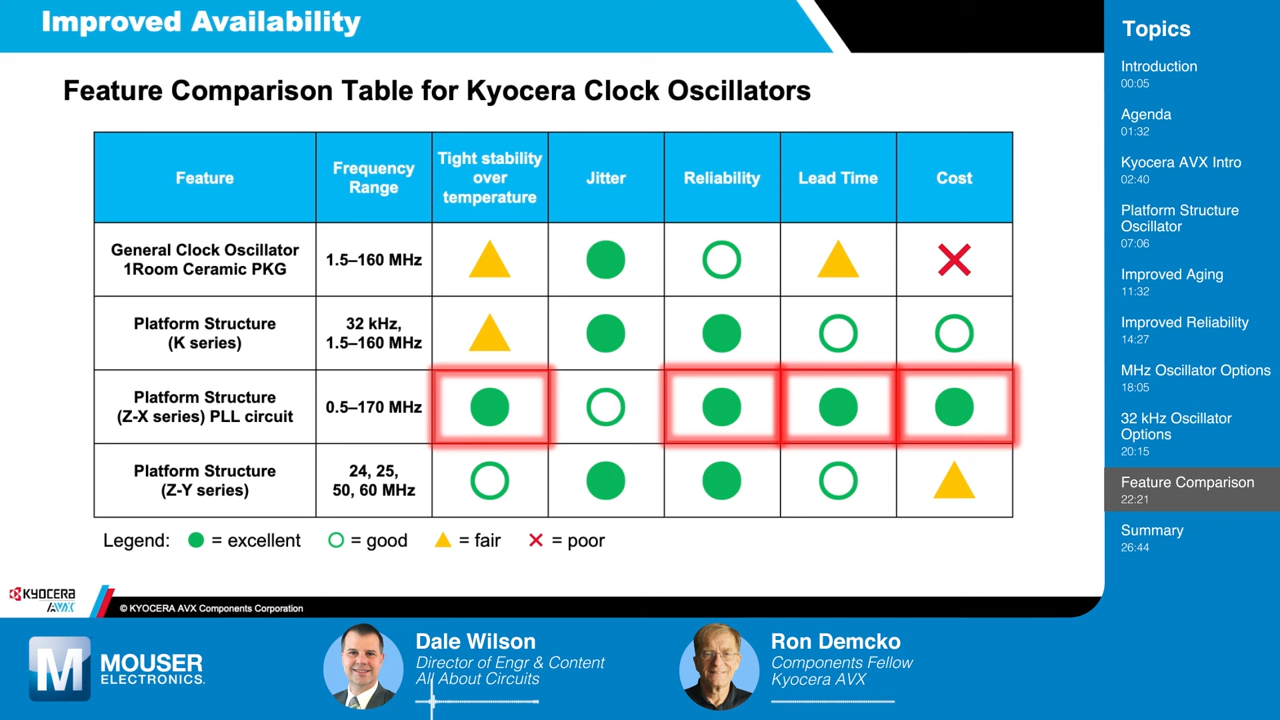 Improved Availability
Feature Comparison Table for Kyocera Clock Oscillators
Feature
Frequency
Range
Tight stability
over
temperature
Jitter
Reliability
Lead Time
Cost
General Clock Oscillator
1Room Ceramic PKG
1.5–160 MHz
Platform Structure
(K series)
32 kHz,
1.5–160 MHz
Platform Structure
(Z-X series) PLL circuit
0.5–170 MHz
Platform Structure
(Z-Y series)
24, 25,
50, 60 MHz
Legend: = excellent = good = fair = poor
KYOCERA
AVX
© KYOCERA AVX Components Corporation
Topics
Introduction
00:05
Agenda
01:32
Kyocera AVX Intro
02:40
Platform Structure
Oscillator
07:06
Improved Aging
11:32
Improved Reliability
14:27
MHz Oscillator Options
18:05
32 kHz Oscillator
Options
20:15
Feature Comparison
22:21
Summary
26:44
M
MOUSER
ELECTRONICS.
Dale Wilson
Director of Engr & Content
All About Circuits
Ron Demcko
Components Fellow
Kyocera AVX